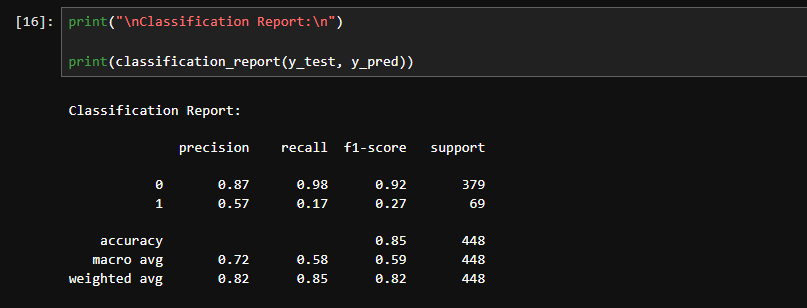 [16]: print("\nClassification Report:\n")
print(classification_report(y_test, y_pred))
Classification Report:
precision recall f1-score support
0 0.87 0.98 0.92 379
1 0.57 0.17 0.27 69
accuracy 0.85 448
macro avg 0.72 0.58 0.59 448
weighted avg 0.82 0.85 0.82 448